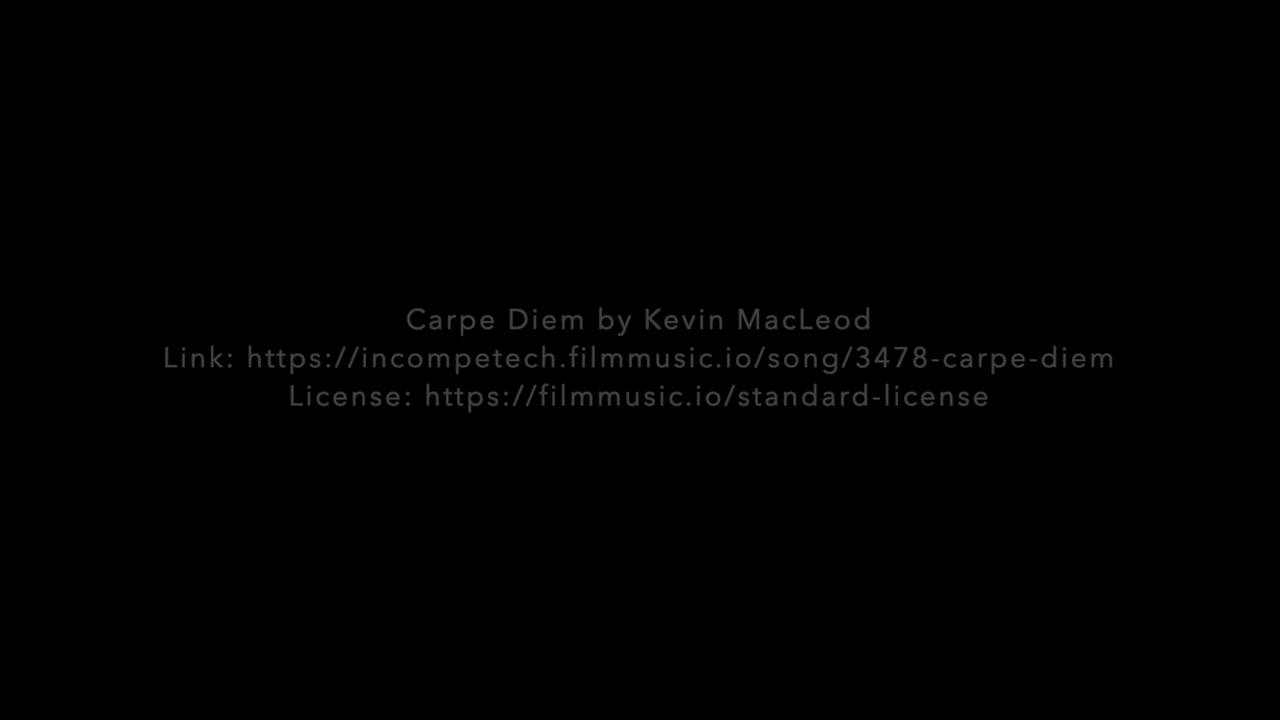 Carpe Diem by Kevin MacLeod
Link: https://incompetech.filmmusic.io/song/3478-carpe-diem
License: https://filmmusic.io/standard-license